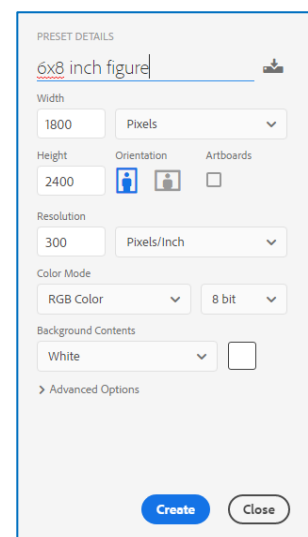 PRESET DETAILS
6x8 inch figure
Width
1800 Pixels
Height Orientation Artboards
2400
Resolution
300 Pixels/Inch
Color Mode
RGB Color 8 bit
Background Contents
White
Advanced Options
Create Close